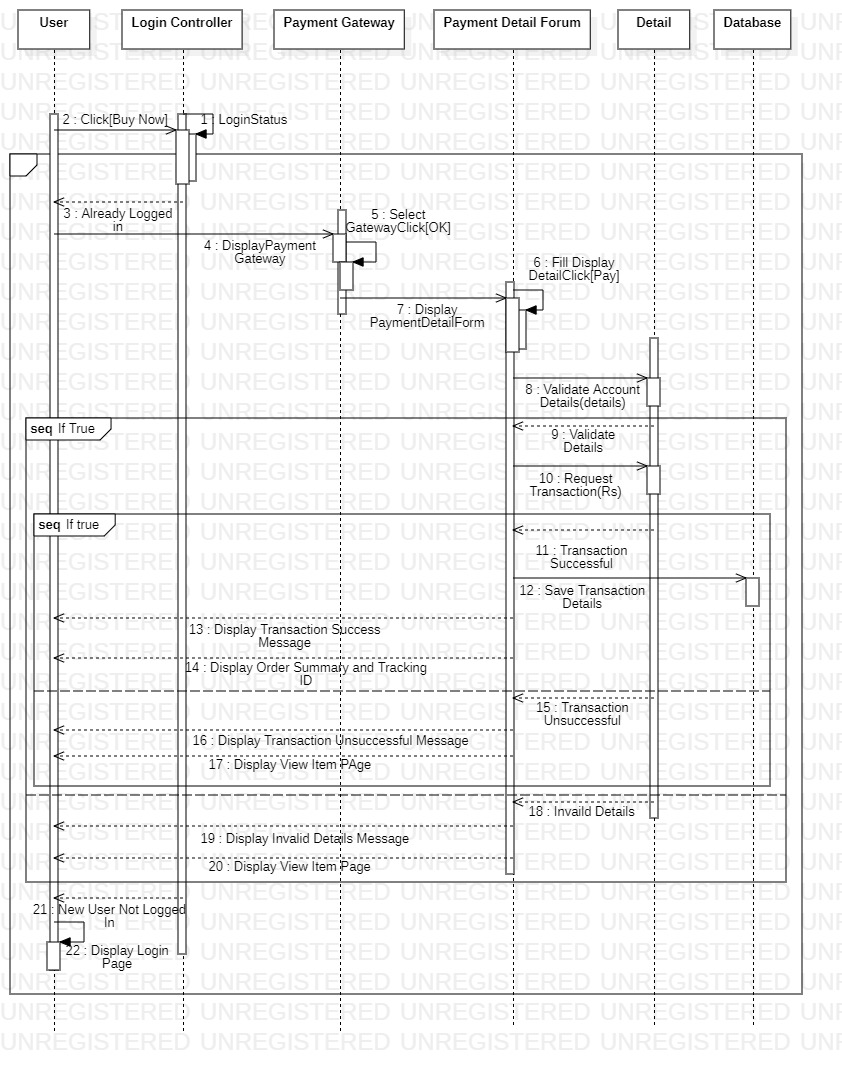 User
Login Controller
Payment Gateway
Payment Detail Forum
Detail
Database
2 : Click[Buy Now]
1 : LoginStatus
3 : Already Logged
in
5 : Select
GatewayClick[OK]
4 : DisplayPayment
Gateway
6 : Fill Display
DetailClick[Pay]
7 : Display
PaymentDetailForm
8 : Validate Account
Details(details)
seq If True
9 : Validate
Details
10 : Request
Transaction(Rs)
seq If true
11 : Transaction
Successful
12 : Save Transaction
Details
13 : Display Transaction Success
Message
14 : Display Order Summary and Tracking
ID
15 : Transaction
Unsuccessful
16 : Display Transaction Unsuccessful Message
17 : Display View Item PAge
18 : Invaild Details
19 : Display Invalid Details Message
20 : Display View Item Page
21 : New User Not Logged
In
22 : Display Login
Page
UNREGISTERED